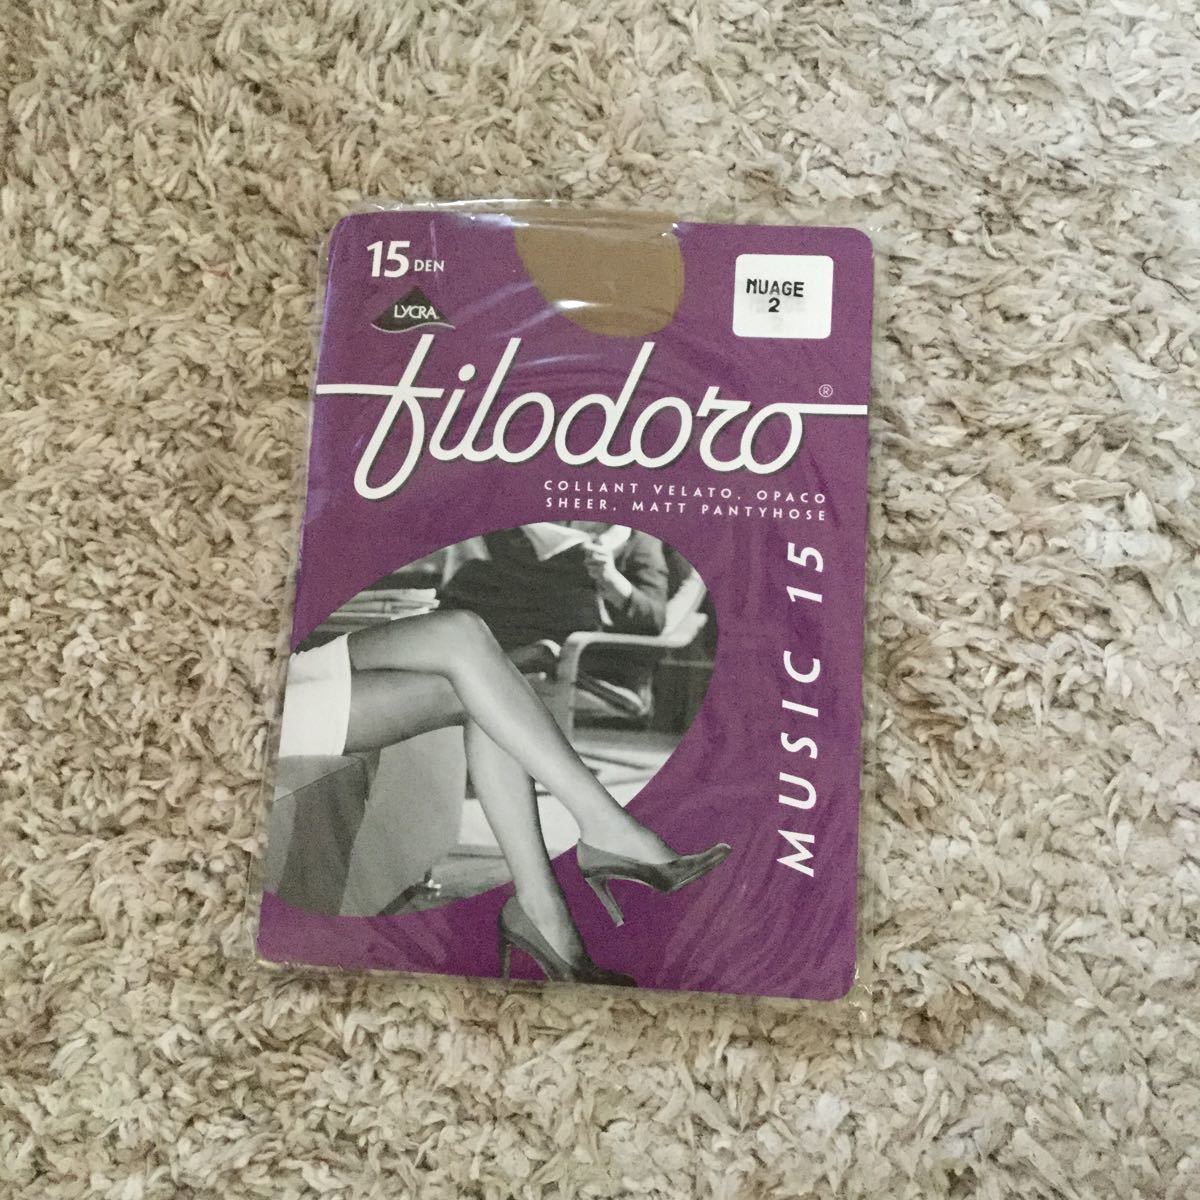 15 DEN
LYCRA.
NUAGE
2
filodoro ®
COLLANT VELATO, OPACO
SHEER, MATT PANTYHOSE
MUSIC 15